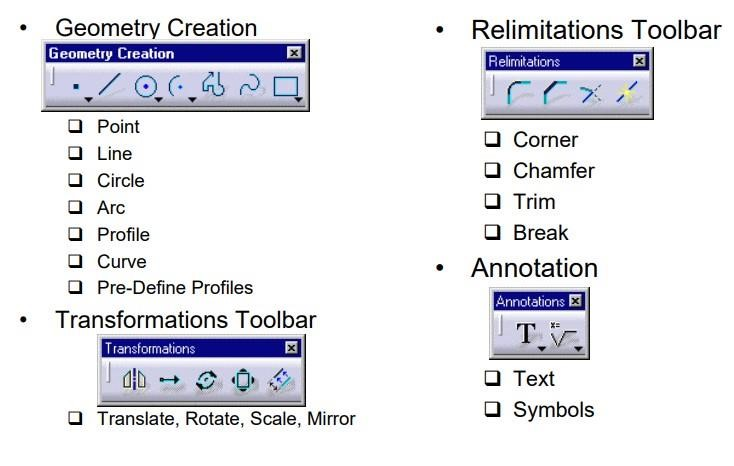 • Geometry Creation
Geometry Creation
❑ Point
❑ Line
❑ Circle
❑ Arc
❑ Profile
❑ Curve
❑ Pre-Define Profiles
• Transformations Toolbar
Transformations
❑ Translate, Rotate, Scale, Mirror
• Relimitations Toolbar
Relimitations
❑ Corner
❑ Chamfer
❑ Trim
❑ Break
• Annotation
Annotations
T
x=
❑ Text
❑ Symbols